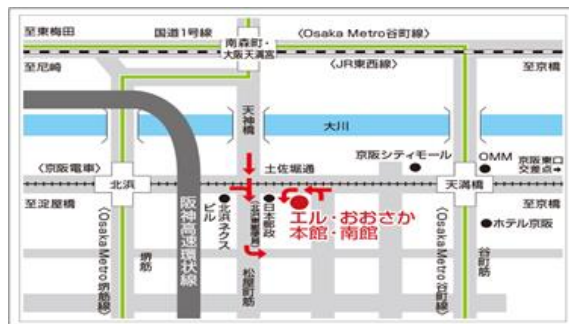 至東梅田
国道1号線
南森町・
大阪天満宮
〈Osaka Metro谷町線〉
至尼崎
〈JR東西線〉
至京橋
天神橋
大川
京阪シティモール
OMM
京阪東口
交差点→
〈京阪電車〉
北浜
土佐堀通
天満橋
至淀屋橋
阪神高速環状線
北浜ネクス
ビル
日本郵政
エル・おおさか
本館・南館
至京橋
ホテル京阪
〈Osaka Metro堺筋線〉
堺筋
松屋町筋
〈Osaka Metro谷町線〉
谷町筋